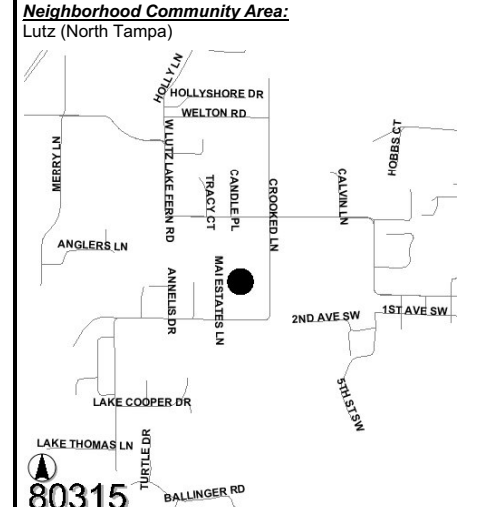 Neighborhood Community Area:
Lutz (North Tampa)
HOLLY LN
HOLLYSHORE DR
WELTON RD
MERRY LN
W LUTZ LAKE FERN RD
HOBBS CT
TRACY CT
CANDLE PL
CROOKED LN
CALVIN LN
ANGLERS LN
ANNELIS DR
MAI ESTATES LN
2ND AVE SW
1ST AVE SW
5TH ST SW
LAKE COOPER DR
LAKE THOMAS LN
TURTLE DR
BALLINGER RD
80315